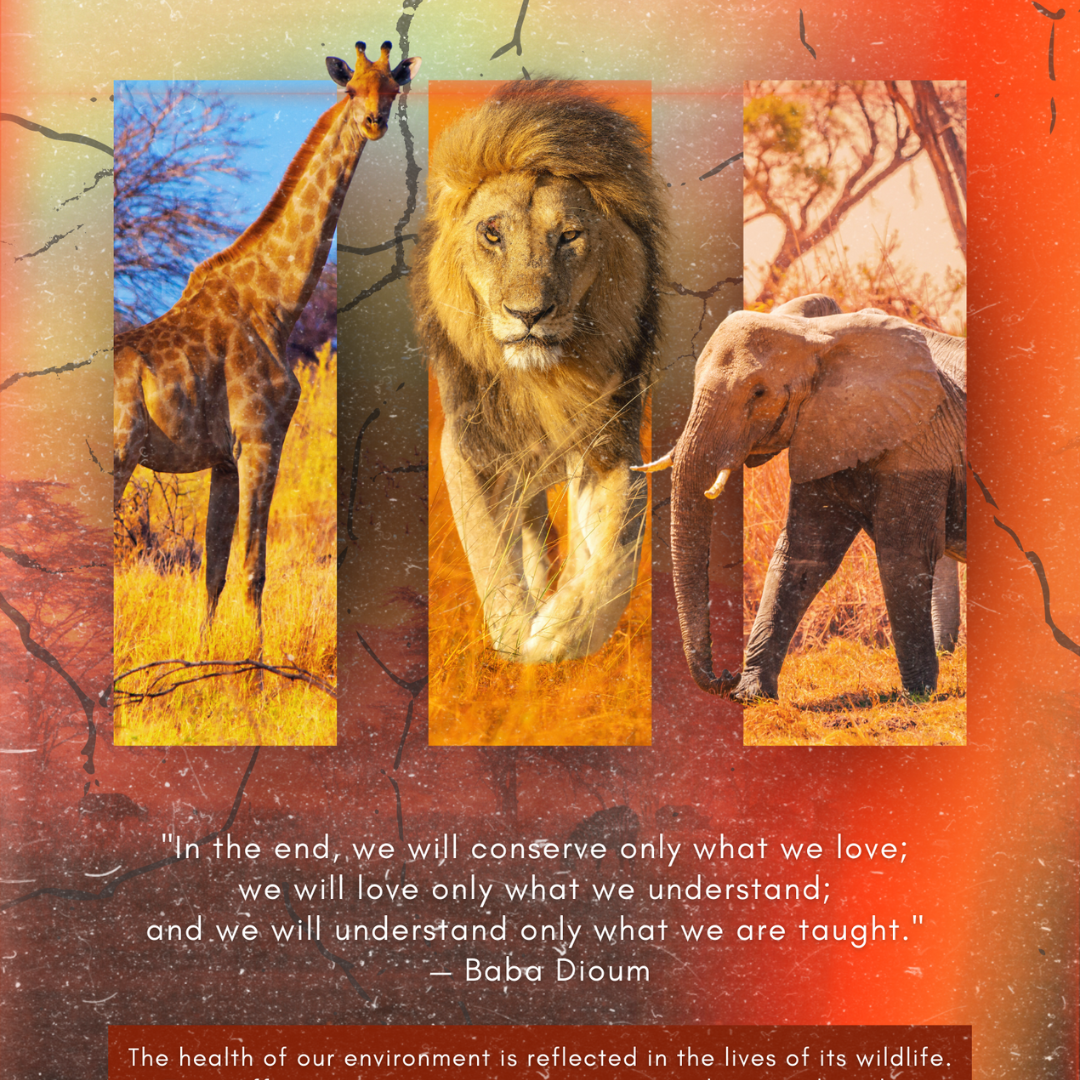 "In the end, we will conserve only what we love;
we will love only what we understand;
and we will understand only what we are taught."
— Baba Dioum
The health of our environment is reflected in the lives of its wildlife.